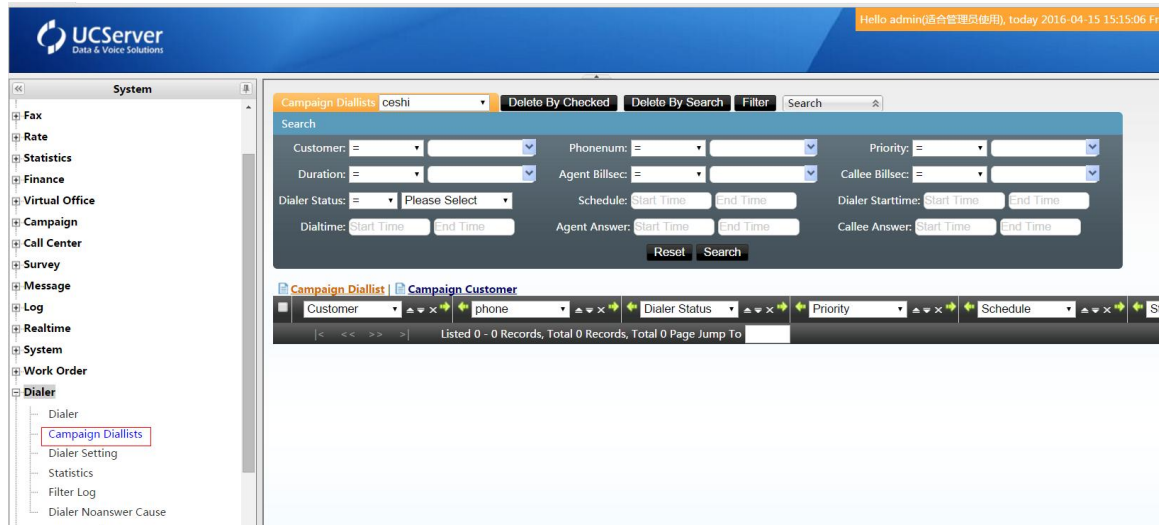 UCServer
Data & Voice Solutions
Hello admin(适合管理员使用), today 2016-04-15 15:15:06 Fr
System
Fax
Rate
Statistics
Finance
Virtual Office
Campaign
Call Center
Survey
Message
Log
Realtime
System
Work Order
Dialer
Dialer
Campaign Diallists
Dialer Setting
Statistics
Filter Log
Dialer Noanswer Cause
Campaign Diallists ceshi Delete By Checked Delete By Search Filter Search
Search
Customer: = Phonenum: = Priority: =
Duration: = Agent Billsec: = Callee Billsec: =
Dialer Status: = Please Select Schedule: Start Time End Time Dialer Starttime: Start Time End Time
Dialtime: Start Time End Time Agent Answer: Start Time End Time Callee Answer: Start Time End Time
Reset Search
Campaign Diallist | Campaign Customer
Customer phone Dialer Status Priority Schedule S
|< << >> >| Listed 0 - 0 Records, Total 0 Records, Total 0 Page Jump To